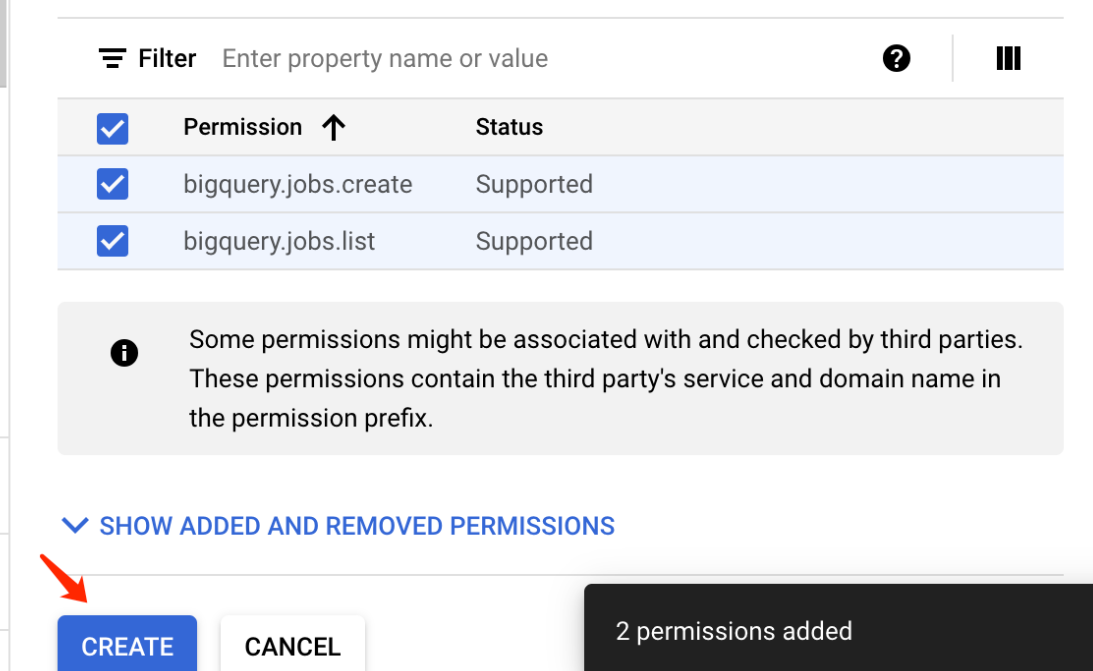 Filter Enter property name or value
Permission Status
bigquery.jobs.create Supported
bigquery.jobs.list Supported
Some permissions might be associated with and checked by third parties.
These permissions contain the third party's service and domain name in
the permission prefix.
SHOW ADDED AND REMOVED PERMISSIONS
CREATE CANCEL 2 permissions added